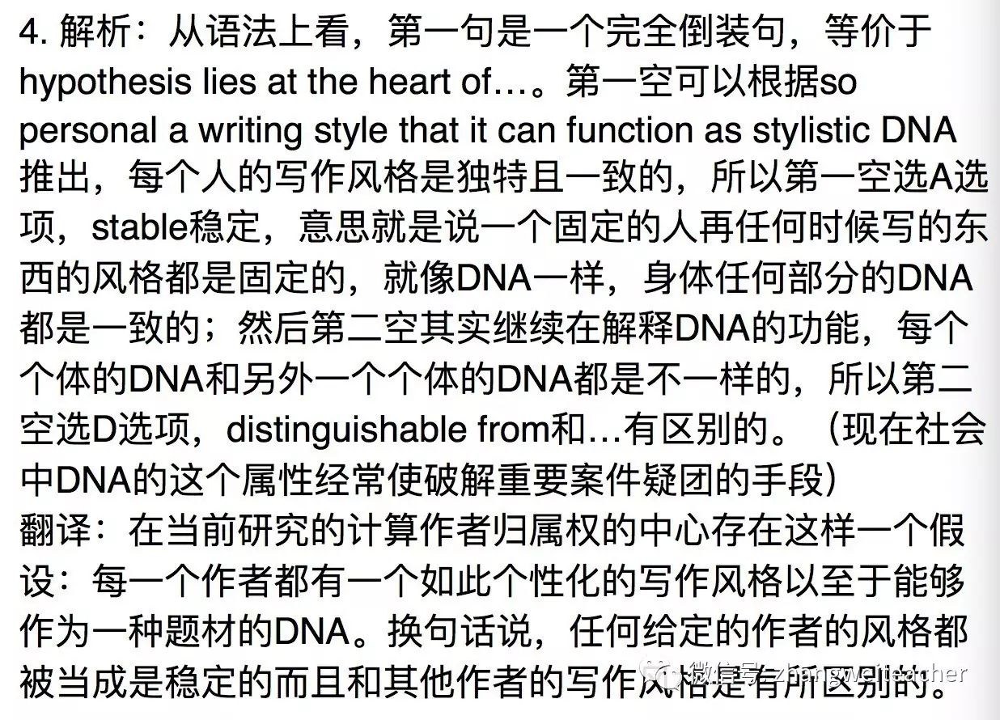 4. 解析：从语法上看，第一句是一个完全倒装句，等价于
hypothesis lies at the heart of…。第一空可以根据so
personal a writing style that it can function as stylistic DNA
推出，每个人的写作风格是独特且一致的，所以第一空选A选
项，stable稳定，意思就是说一个固定的人再任何时候写的东
西的风格都是固定的，就像DNA一样，身体任何部分的DNA
都是一致的；然后第二空其实继续在解释DNA的功能，每个
个体的DNA和另外一个个体的DNA都是不一样的，所以第二
空选D选项，distinguishable from和…有区别的。（现在社会
中DNA的这个属性经常使破解重要案件疑团的手段）
翻译：在当前研究的计算作者归属权的中心存在这样一个假
设：每一个作者都有一个如此个性化的写作风格以至于能够
作为一种题材的DNA。换句话说，任何给定的作者的风格都
被当成是稳定的而且和其他作者的写作风格是有所区别的。
微信号: zhangweiteacher